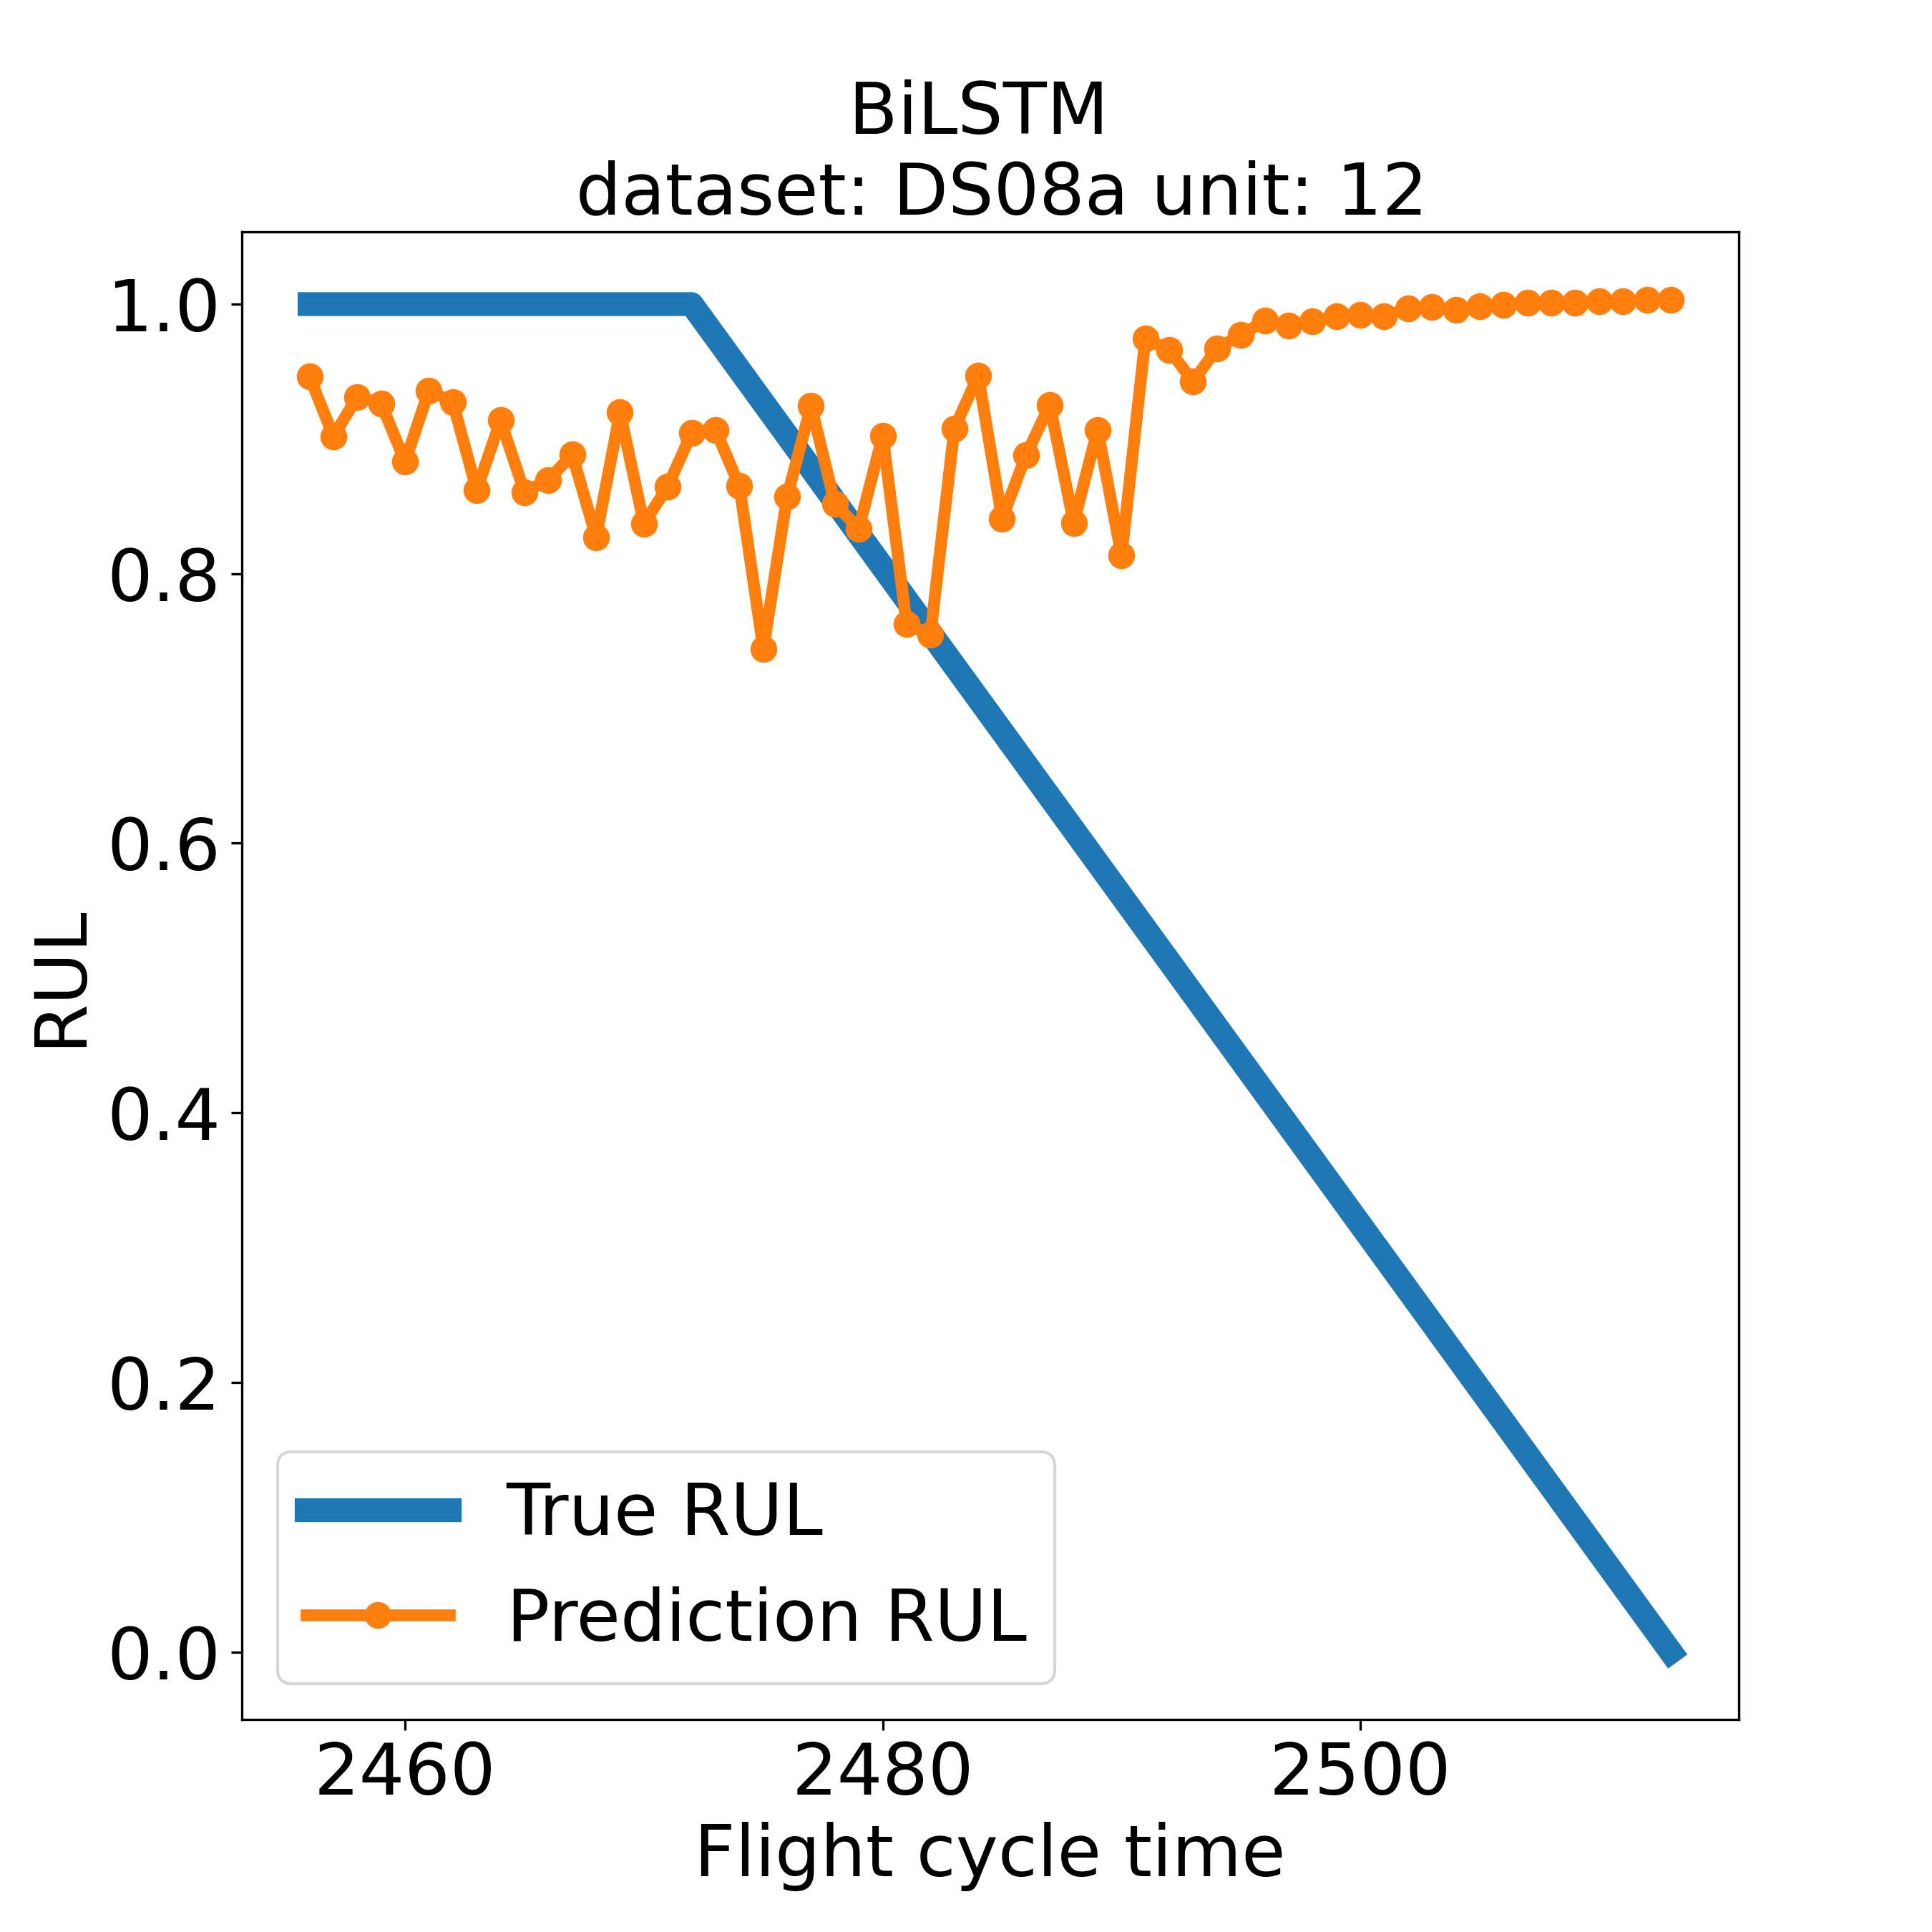 BiLSTM
dataset: DS08a unit: 12
1.0
0.8
0.6
0.4
0.2
0.0
RUL
True RUL
Prediction RUL
2460 2480 2500
Flight cycle time